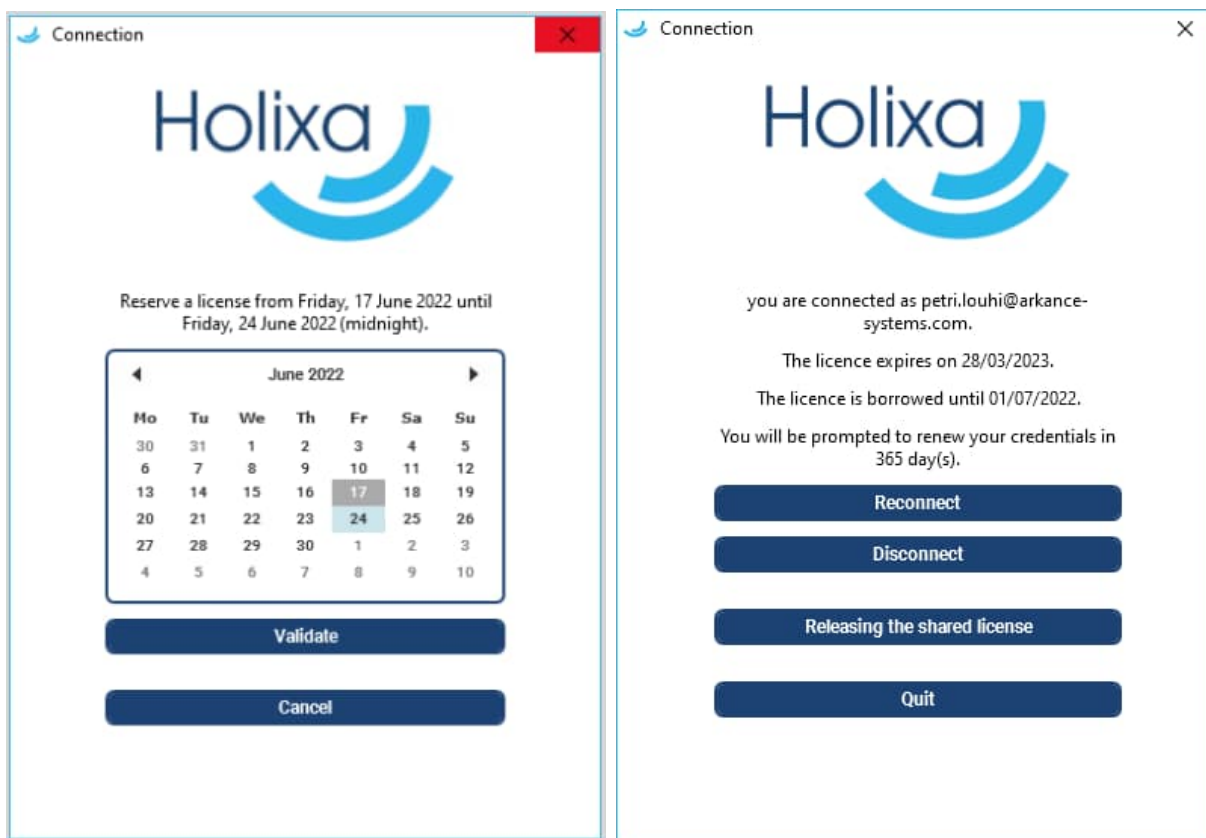 Connection
Holixa
Reserve a license from Friday, 17 June 2022 until
Friday, 24 June 2022 (midnight).
June 2022
Mo Tu We Th Fr Sa Su
30 31 1 2 3 4 5
6 7 8 9 10 11 12
13 14 15 16 17 18 19
20 21 22 23 24 25 26
27 28 29 30 1 2 3
4 5 6 7 8 9 10
Validate
Cancel
Connection
Holixa
you are connected as petri.louhi@arkance-
systems.com.
The licence expires on 28/03/2023.
The licence is borrowed until 01/07/2022.
You will be prompted to renew your credentials in
365 day(s).
Reconnect
Disconnect
Releasing the shared license
Quit